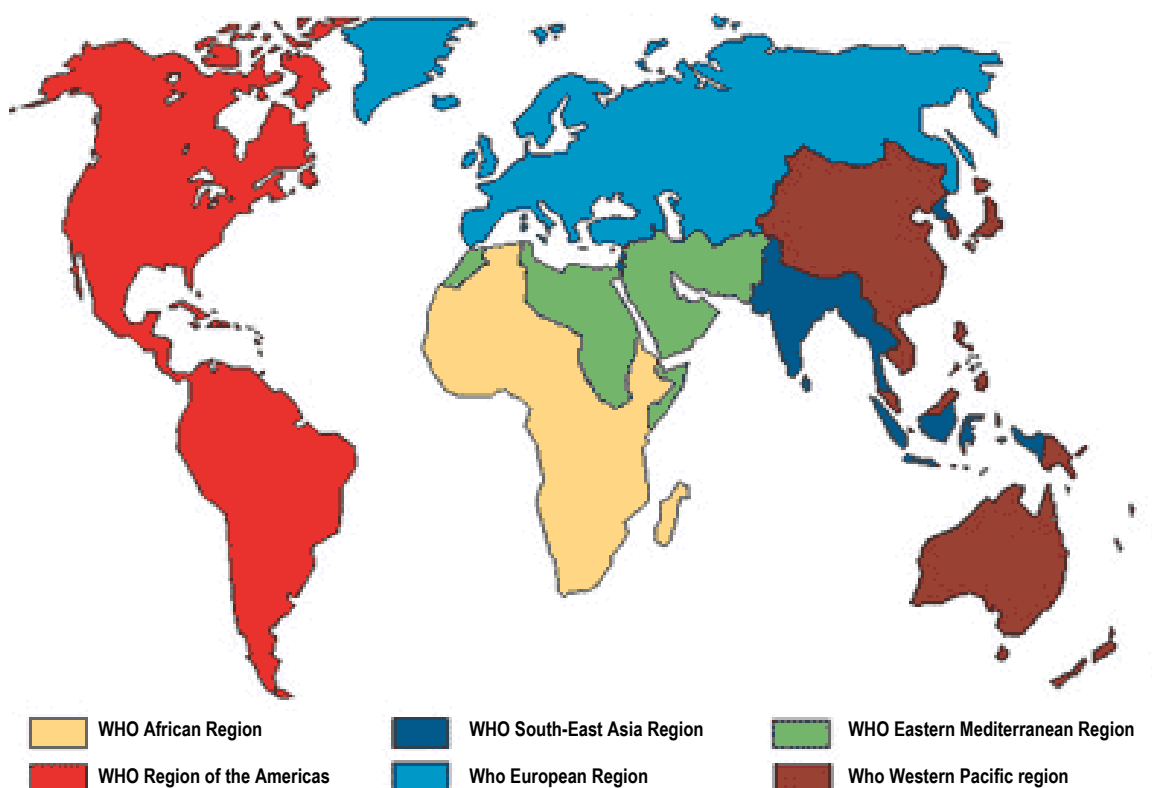 WHO African Region
WHO South-East Asia Region
WHO Eastern Mediterranean Region
WHO Region of the Americas
Who European Region
Who Western Pacific region